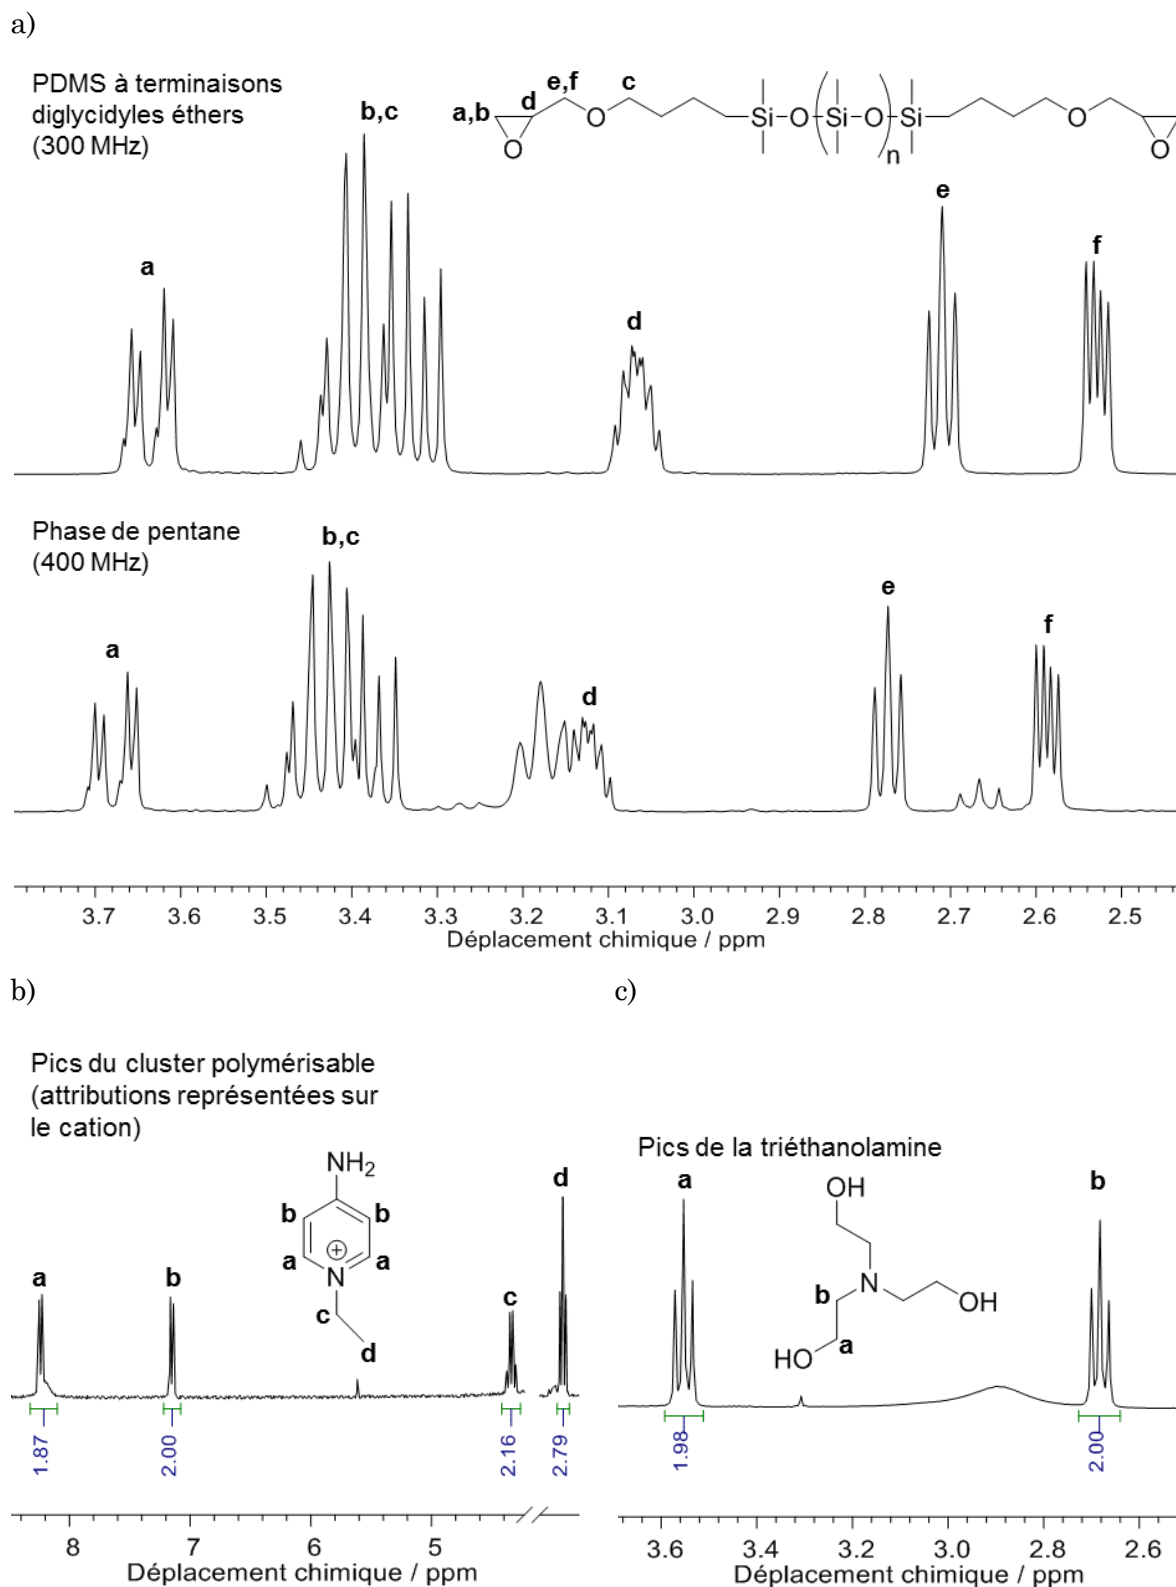 a)
PDMS à terminaisons
diglycidyles éthers
(300 MHz)
a,b
d
e,f
c
O
O
Si
O
Si
O
Si
n
O
O
a
b,c
d
e
f
Phase de pentane
(400 MHz)
a
b,c
d
e
f
3.7 3.6 3.5 3.4 3.3 3.2 3.1 3.0 2.9 2.8 2.7 2.6 2.5
Déplacement chimique / ppm
b)
c)
Pics du cluster polymérisable
(attributions représentées sur
le cation)
NH2
b
b
a
a
N
+
c
d
a
b
c
d
1.87
2.00
2.16
2.79
8 7 6 5
Déplacement chimique / ppm
Pics de la triéthanolamine
a
b
OH
N
OH
b
a
HO
1.98
2.00
3.6 3.4 3.2 3.0 2.8 2.6
Déplacement chimique / ppm